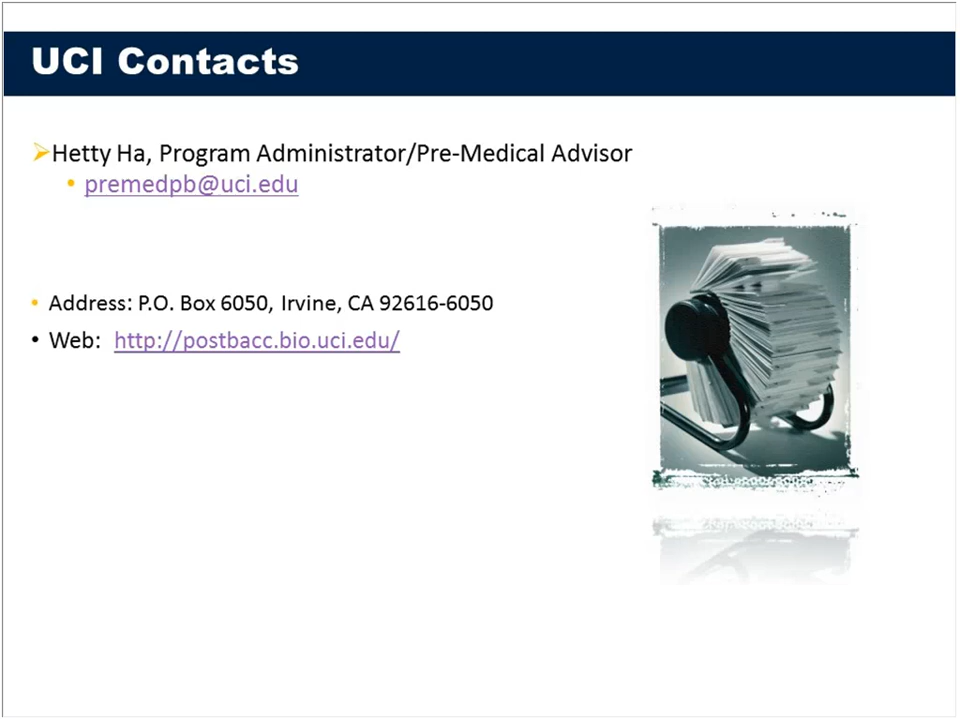 UCI Contacts
Hetty Ha, Program Administrator/Pre-Medical Advisor
premedpb@uci.edu
Address: P.O. Box 6050, Irvine, CA 92616-6050
Web: http://postbacc.bio.uci.edu/